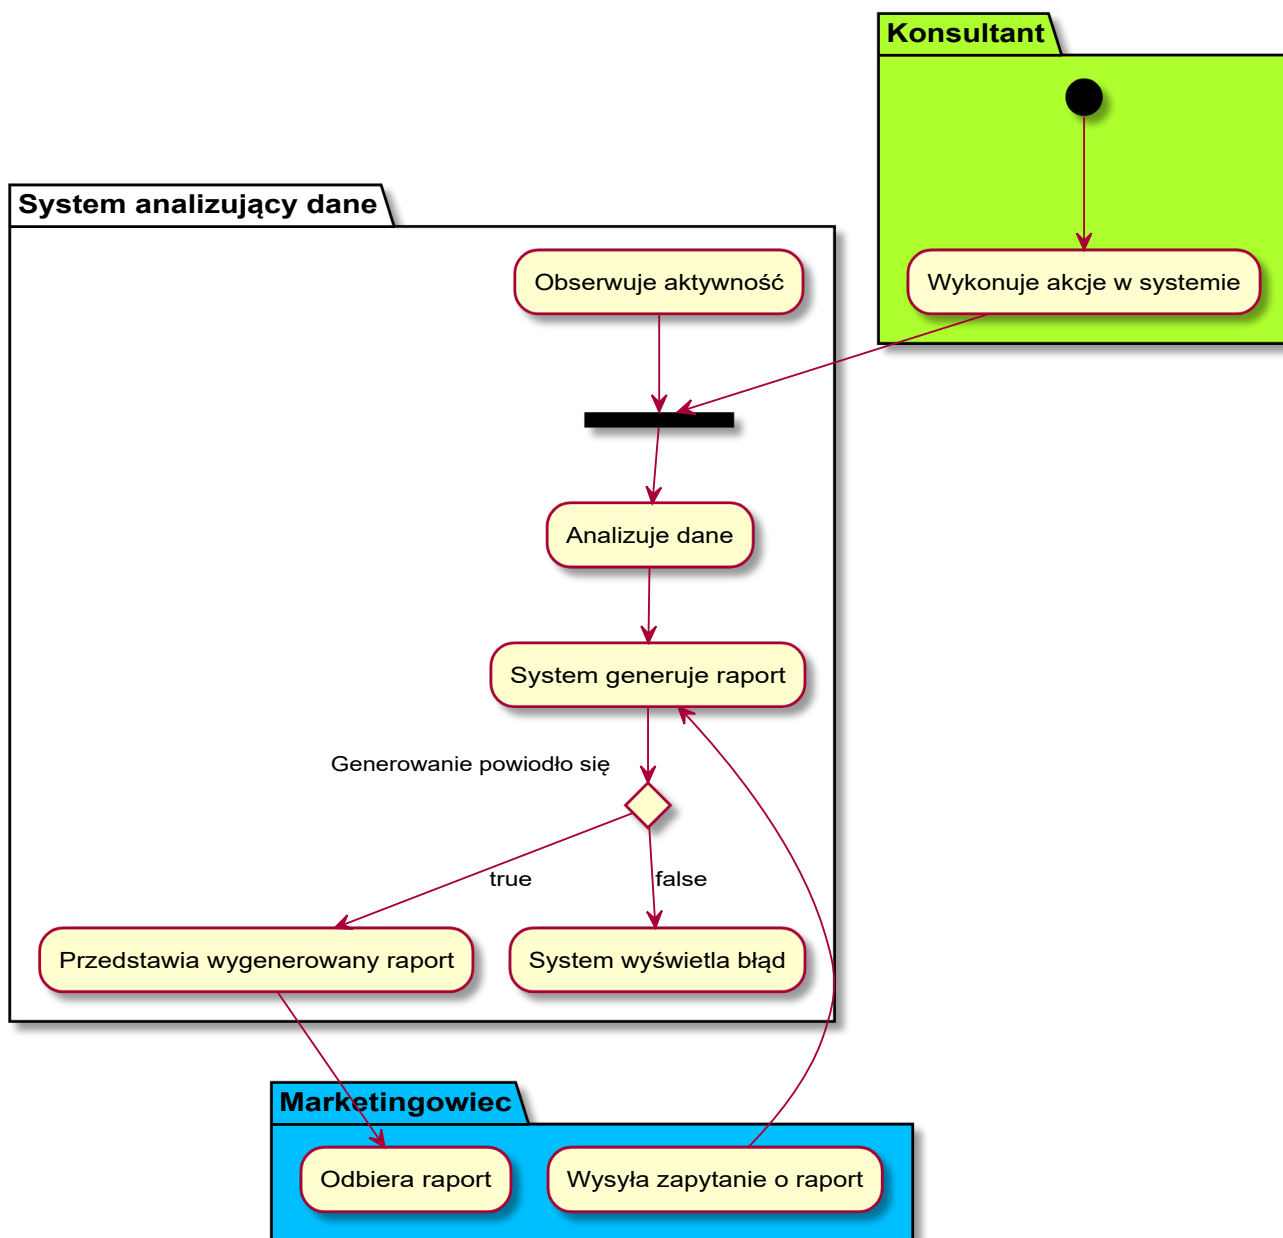 Konsultant
System analizujący dane
Obserwuje aktywność
Wykonuje akcje w systemie
Analizuje dane
System generuje raport
Generowanie powiodło się
true
false
Przedstawia wygenerowany raport
System wyświetla błąd
Marketingowiec
Odbiera raport
Wysyła zapytanie o raport